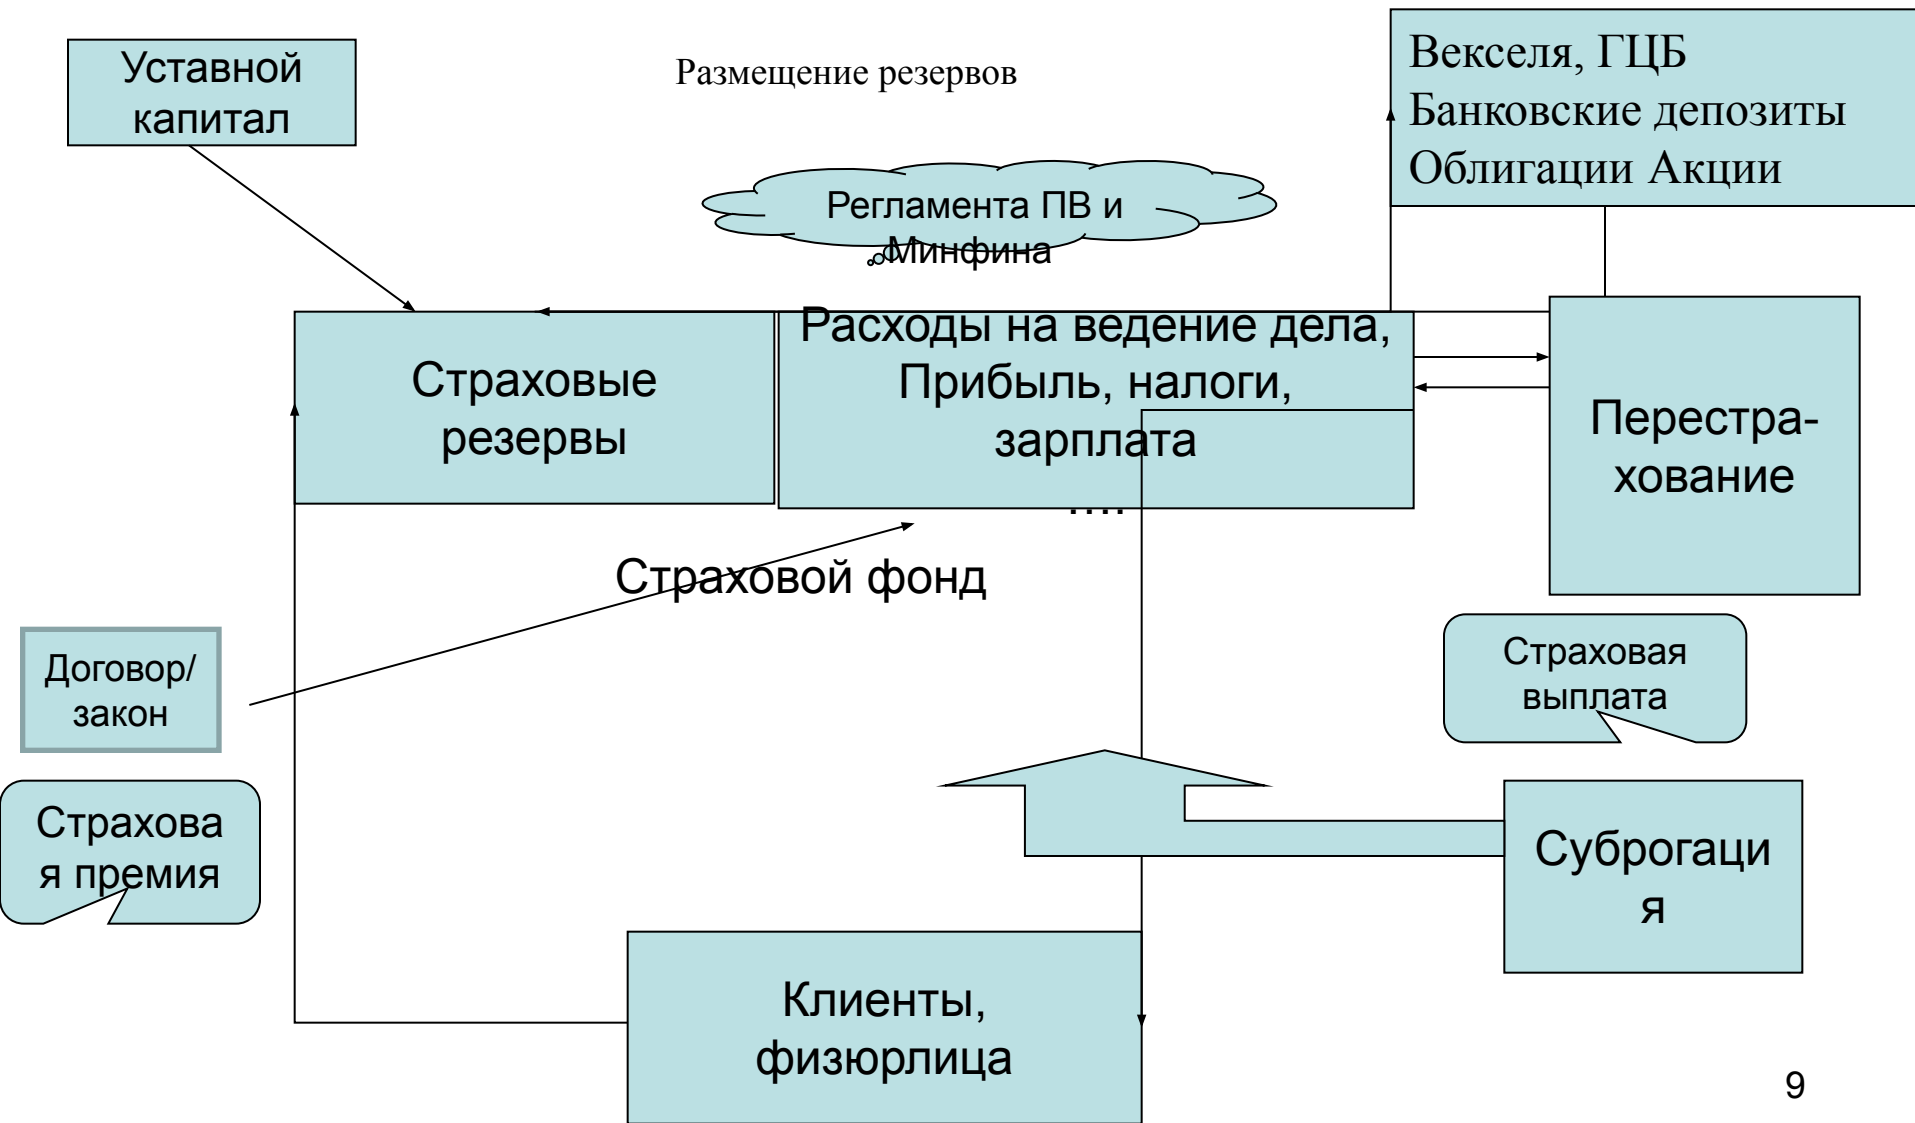 Уставной
капитал
Размещение резервов
Векселя, ГЦБ
Банковские депозиты
Облигации Акции
Регламента ПВ и
Минфина
Страховые
резервы
Расходы на ведение дела,
Прибыль, налоги,
зарплата
....
Перестра-
хование
Страховой фонд
Договор/
закон
Страховая
выплата
Страхова
я премия
Суброгаци
я
Клиенты,
физюрлица
9